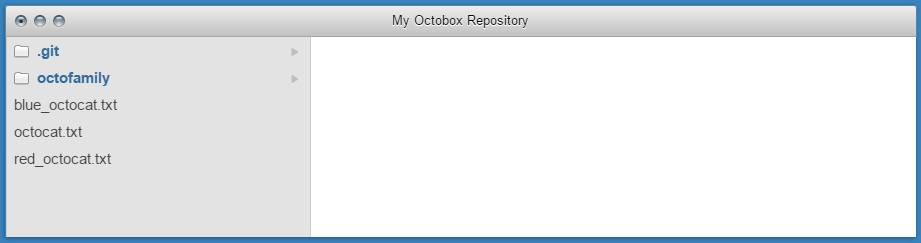 My Octobox Repository
.git
octofamily
blue_octocat.txt
octocat.txt
red_octocat.txt